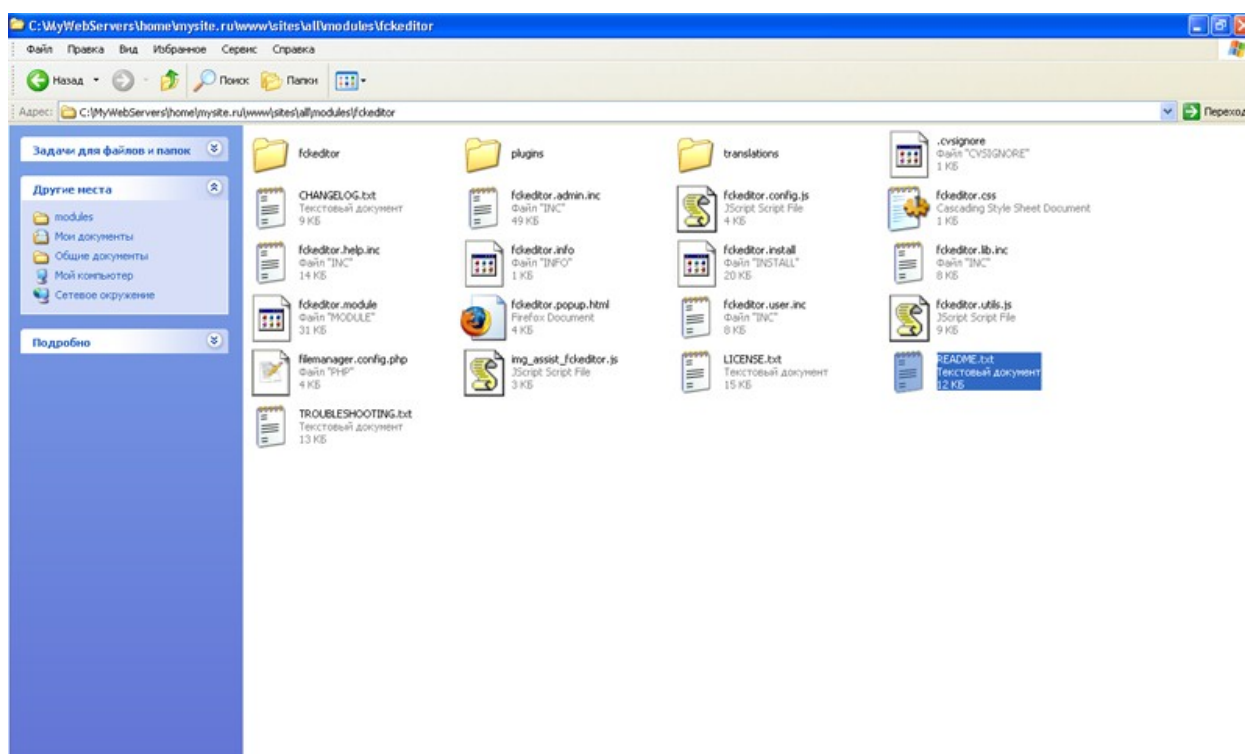 C:\MyWebServers\home\mysite.ru\www\sites\all\modules\fckeditor
Файл Правка Вид Избранное Сервис Справка
Назад Поиск Папки
Адрес: C:\MyWebServers\home\mysite.ru\www\sites\all\modules\fckeditor Переход
Задачи для файлов и папок
Другие места
modules
Мои документы
Общие документы
Мой компьютер
Сетевое окружение
Подробно
fckeditor
plugins
translations
.cvsignore
Файл "CVSIGNORE"
1 КБ
CHANGELOG.txt
Текстовый документ
9 КБ
fckeditor.admin.inc
Файл "INC"
49 КБ
fckeditor.config.js
JScript Script File
4 КБ
fckeditor.css
Cascading Style Sheet Document
1 КБ
fckeditor.help.inc
Файл "INC"
14 КБ
fckeditor.info
Файл "INFO"
1 КБ
fckeditor.install
Файл "INSTALL"
20 КБ
fckeditor.lib.inc
Файл "INC"
8 КБ
fckeditor.module
Файл "MODULE"
31 КБ
fckeditor.popup.html
Firefox Document
4 КБ
fckeditor.user.inc
Файл "INC"
8 КБ
fckeditor.utils.js
JScript Script File
9 КБ
filemanager.config.php
Файл "PHP"
4 КБ
img_assist_fckeditor.js
JScript Script File
3 КБ
LICENSE.txt
Текстовый документ
15 КБ
README.txt
Текстовый документ
12 КБ
TROUBLESHOOTING.txt
Текстовый документ
13 КБ